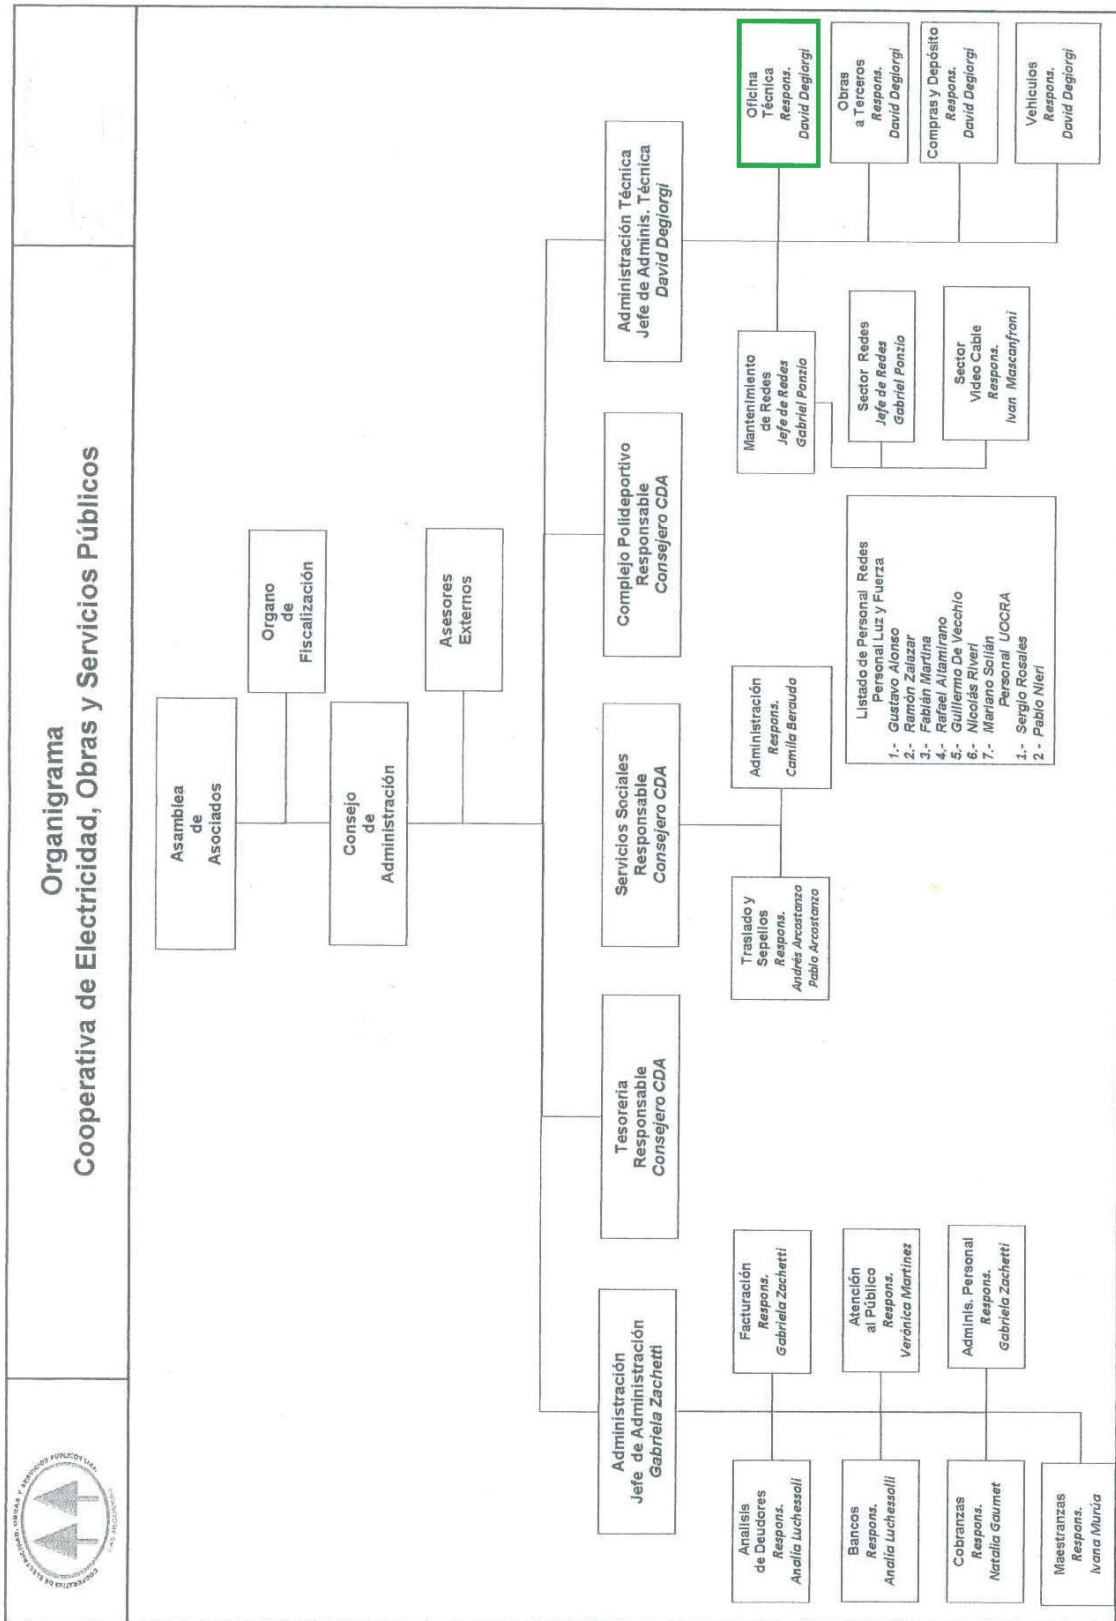 Organigrama
Cooperativa de Electricidad, Obras y Servicios Públicos
Asamblea
de
Asociados
Organo
de
Fiscalización
Consejo
de
Administración
Asesores
Externos
Administración
Jefe de Administración
Gabriela Zachetti
Tesoreria
Responsable
Consejero CDA
Servicios Sociales
Responsable
Consejero CDA
Complejo Polideportivo
Responsable
Consejero CDA
Administración Técnica
Jefe de Adminis. Técnica
David Degiorgi
Analisis
de Deudores
Respons.
Analía Luchessoli
Facturación
Respons.
Gabriela Zachetti
Bancos
Respons.
Analía Luchessolli
Atención
al Público
Respons.
Verónica Martinez
Cobranzas
Respons.
Natalia Gaumet
Adminis. Personal
Respons.
Gabriela Zachetti
Maestranzas
Respons.
Ivana Murúa
Traslado y
Sepelios
Respons.
Andrés Arcostanzo
Pablo Arcostanzo
Administración
Respons.
Camila Beraudo
Listado de Personal Redes
Personal Luz y Fuerza
1.- Gustavo Alonso
2.- Ramón Zalazar
3.- Fabián Martina
4.- Rafael Altamirano
5.- Guillermo De Vecchio
6.- Nicolás Riveri
7.- Mariano Solián
Personal UOCRA
1.- Sergio Rosales
2 - Pablo Nieri
Mantenimiento
de Redes
Jefe de Redes
Gabriel Ponzio
Sector Redes
Jefe de Redes
Gabriel Ponzio
Sector
Video Cable
Respons.
Ivan Mascanfroni
Oficina
Técnica
Respons.
David Degiorgi
Obras
a Terceros
Respons.
David Degiorgi
Compras y Depósito
Respons.
David Degiorgi
Vehiculos
Respons.
David Degiorgi